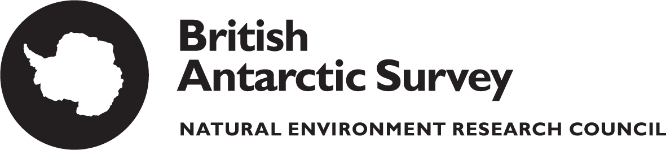 British
Antarctic Survey
NATURAL ENVIRONMENT RESEARCH COUNCIL